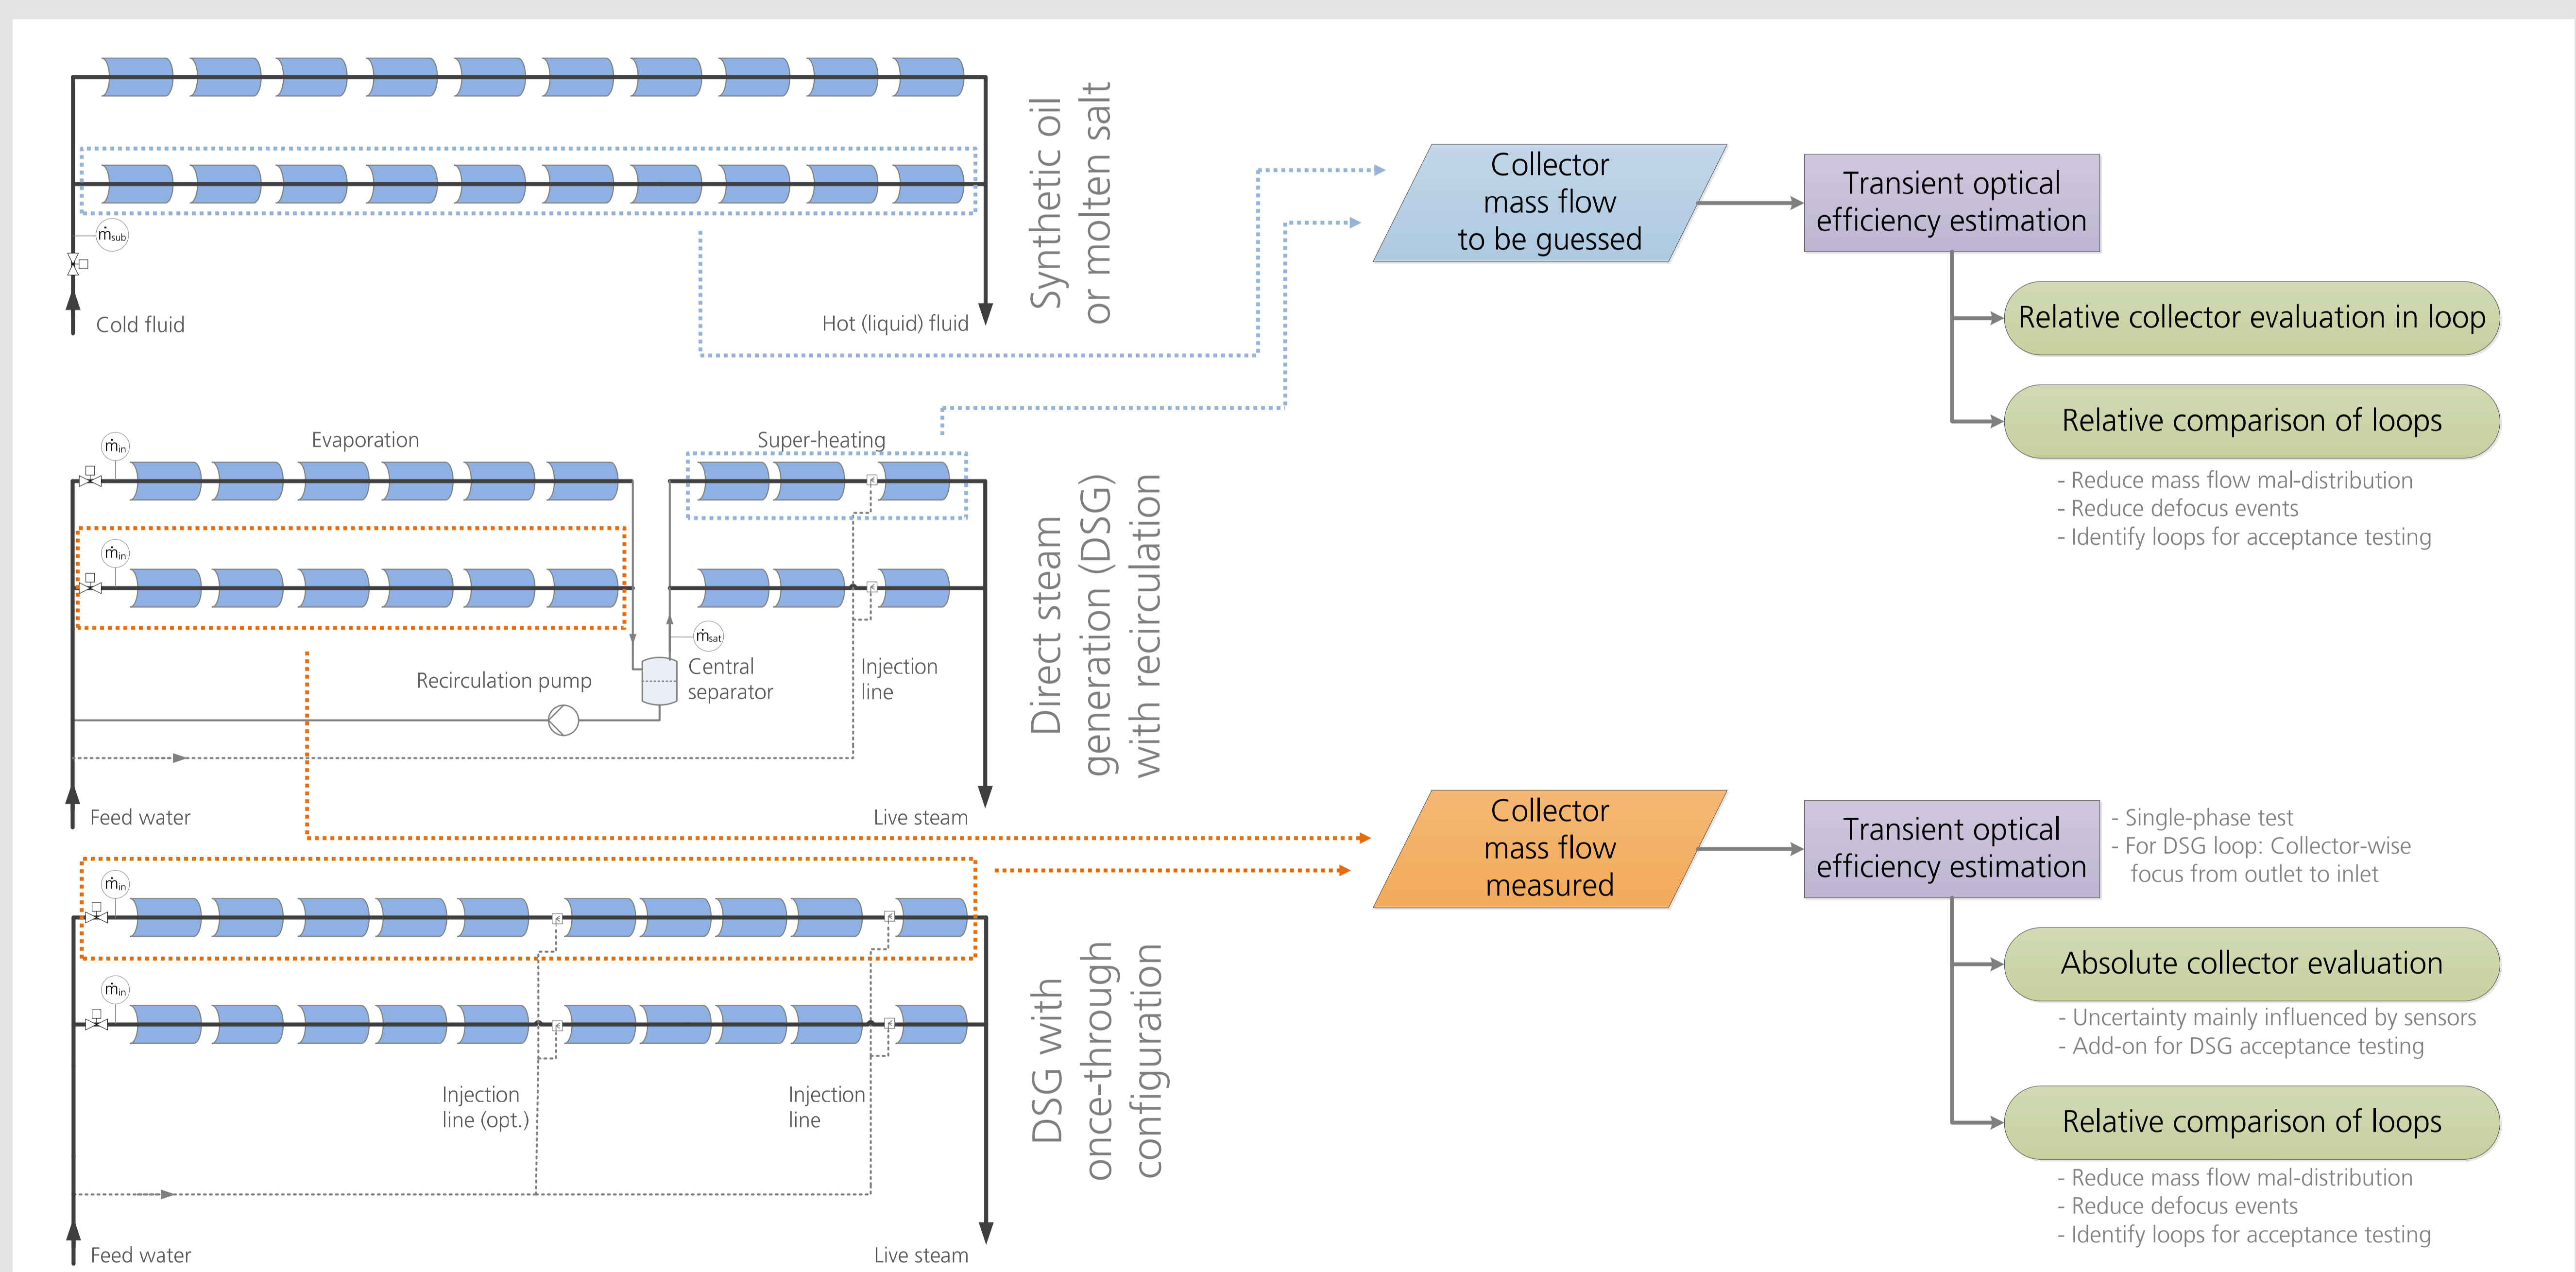 ṁsub
Cold fluid
Hot (liquid) fluid
Synthetic oil
or molten salt
Collector
mass flow
to be guessed
Transient optical
efficiency estimation
Relative collector evaluation in loop
Relative comparison of loops
- Reduce mass flow mal-distribution
- Reduce defocus events
- Identify loops for acceptance testing
ṁin
Evaporation
Super-heating
ṁin
ṁsat
Central
separator
Recirculation pump
Injection
line
Feed water
Live steam
Direct steam
generation (DSG)
with recirculation
Collector
mass flow
measured
Transient optical
efficiency estimation
- Single-phase test
- For DSG loop: Collector-wise
focus from outlet to inlet
Absolute collector evaluation
- Uncertainty mainly influenced by sensors
- Add-on for DSG acceptance testing
Relative comparison of loops
- Reduce mass flow mal-distribution
- Reduce defocus events
- Identify loops for acceptance testing
ṁin
ṁin
Injection
line (opt.)
Injection
line
Feed water
Live steam
DSG with
once-through
configuration